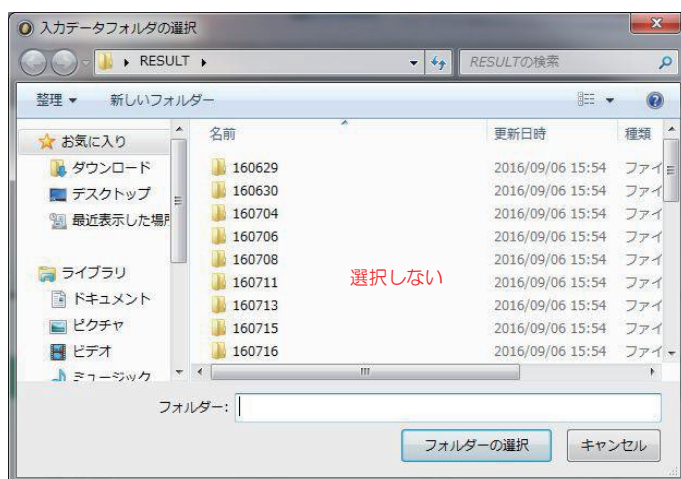 入力データフォルダの選択
RESULT
RESULTの検索
整理
新しいフォルダー
名前
更新日時
種類
お気に入り
ダウンロード
デスクトップ
最近表示した場所
ライブラリ
ドキュメント
ピクチャ
ビデオ
ミュージック
160629 2016/09/06 15:54 ファイ
160630 2016/09/06 15:54 ファイ
160704 2016/09/06 15:54 ファイ
160706 2016/09/06 15:54 ファイ
160708 2016/09/06 15:54 ファイ
160711 2016/09/06 15:54 ファイ
160713 2016/09/06 15:54 ファイ
160715 2016/09/06 15:54 ファイ
160716 2016/09/06 15:54 ファイ
選択しない
フォルダー:
フォルダーの選択
キャンセル